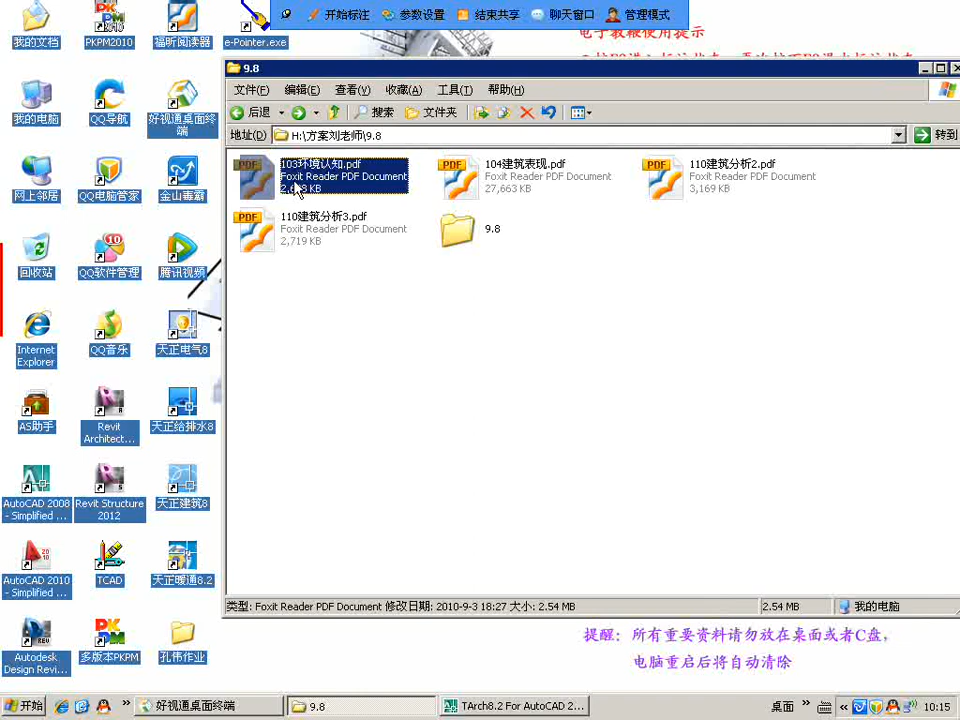 开始标注 参数设置 结束共享 聊天窗口 管理模式
电子教鞭使用提示
我的文档
PKPM2010
福昕阅读器
e-Pointer.exe
我的电脑
QQ导航
好视通桌面终端
网上邻居
QQ电脑管家
金山毒霸
回收站
QQ软件管理
腾讯视频
Internet Explorer
QQ音乐
天正电气8
AS助手
Revit Architect...
天正给排水8
AutoCAD 2008 - Simplified ...
Revit Structure 2012
天正建筑8
AutoCAD 2010 - Simplified ...
TCAD
天正暖通8.2
Autodesk Design Revi...
多版本PKPM
孔伟作业
9.8
文件(F) 编辑(E) 查看(V) 收藏(A) 工具(T) 帮助(H)
后退 搜索 文件夹
地址(D) H:\方案刘老师\9.8 转到
PDF
103环境认知.pdf
Foxit Reader PDF Document
PDF
104建筑表现.pdf
Foxit Reader PDF Document
27,663 KB
PDF
110建筑分析2.pdf
Foxit Reader PDF Document
3,169 KB
PDF
110建筑分析3.pdf
Foxit Reader PDF Document
2,719 KB
9.8
类型: Foxit Reader PDF Document 修改日期: 2010-9-3 18:27 大小: 2.54 MB 2.54 MB 我的电脑
提醒：所有重要资料请勿放在桌面或者C盘，
电脑重启后将自动清除
开始 好视通桌面终端 9.8 TArch8.2 For AutoCAD 2... 桌面 10:15